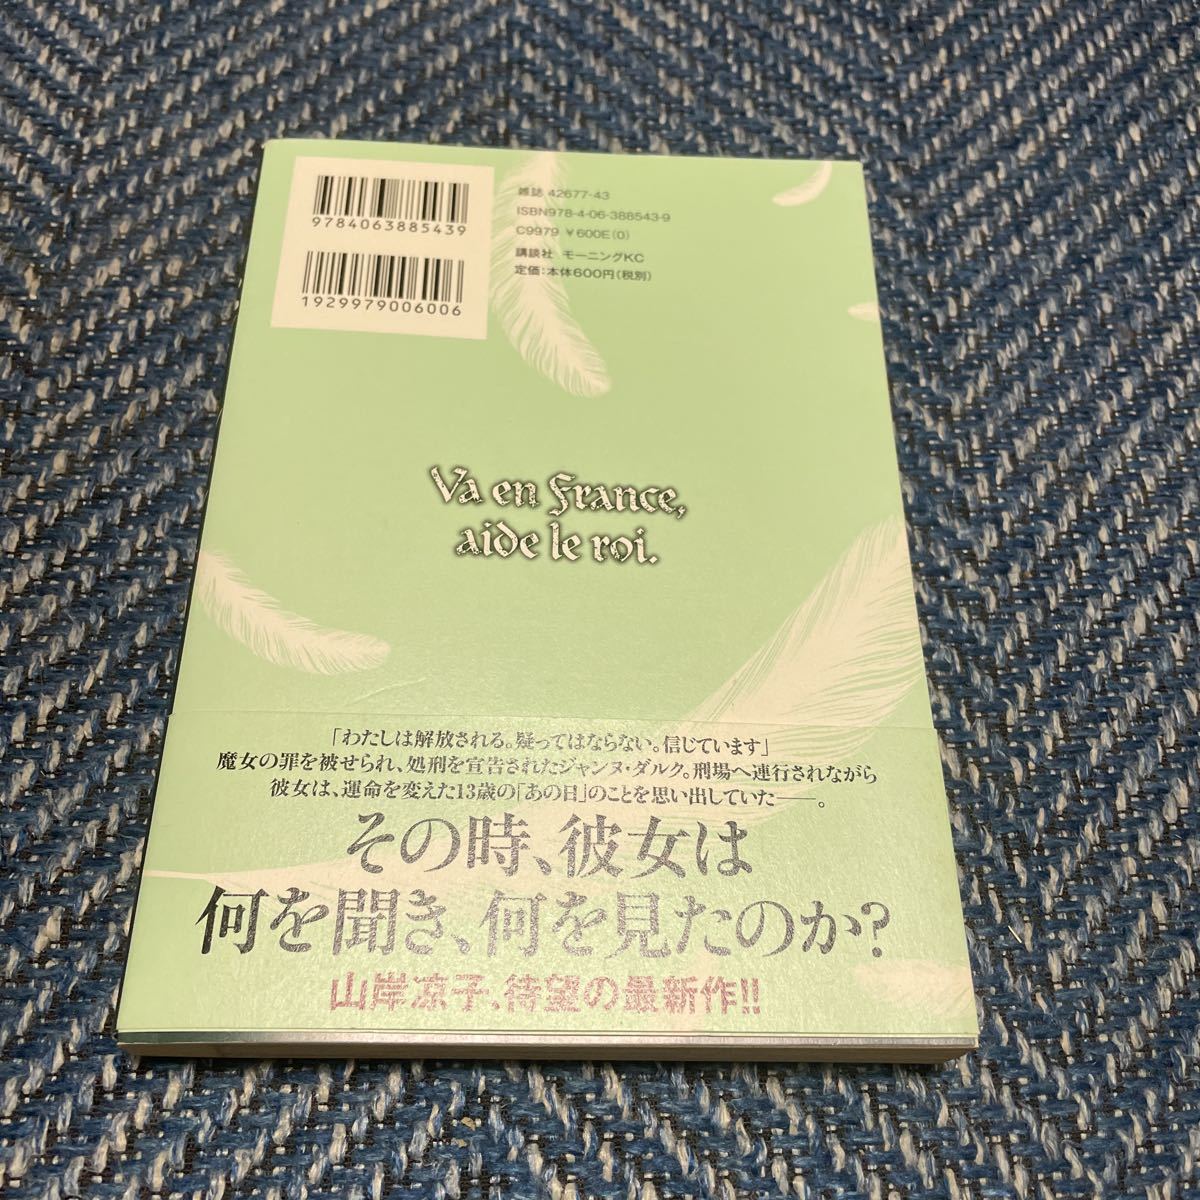 9784063885439
1929979006006
雑誌 42677-43
ISBN978-4-06-388543-9
C9979 ￥600E(0)
講談社 モーニングKC
定価:本体600円(税別)
Va en France,
aide le roi.
「わたしは解放される。疑ってはならない。信じています」
魔女の罪を被せられ、処刑を宣告されたジャンヌ・ダルク。刑場へ連行されながら
彼女は、運命を変えた13歳の「あの日」のことを思い出していた――。
その時、彼女は
何を聞き、何を見たのか?
山岸凉子、待望の最新作!!